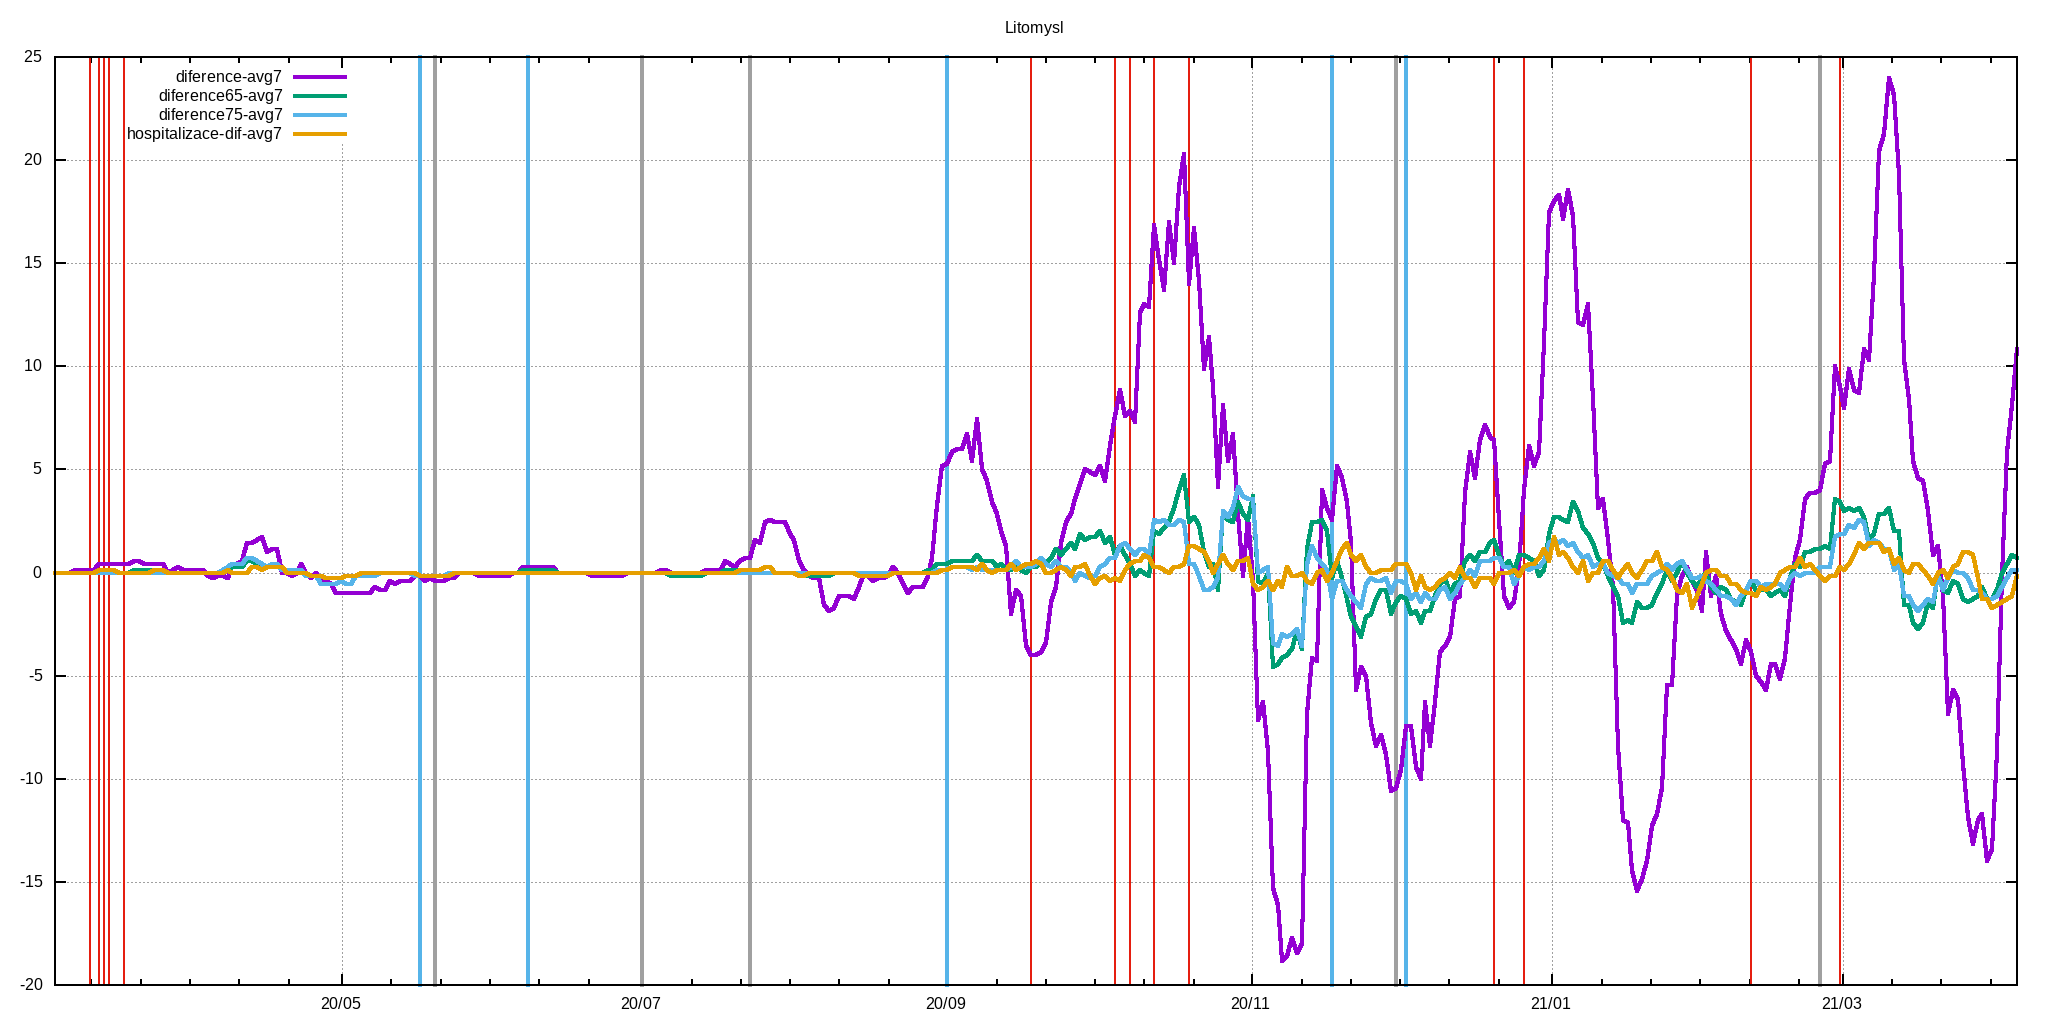 Litomysl
25
diference-avg7
diference65-avg7
diference75-avg7
hospitalizace-dif-avg7
20
15
10
5
0
-5
-10
-15
-20
20/05 20/07 20/09 20/11 21/01 21/03